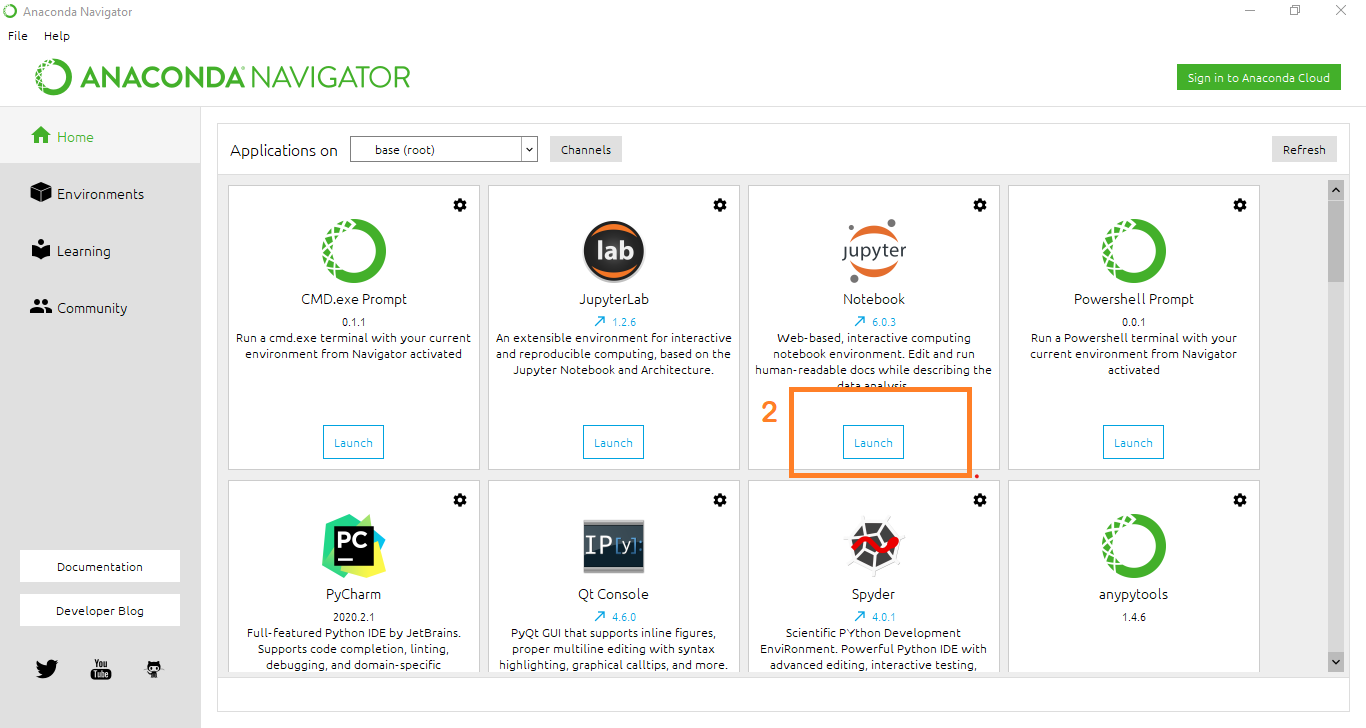 Anaconda Navigator
File Help
ANACONDA NAVIGATOR
Sign in to Anaconda Cloud
Home
Environments
Learning
Community
Documentation
Developer Blog
You
Tube
Applications on base (root) Channels Refresh
CMD.exe Prompt
0.1.1
Run a cmd.exe terminal with your current
environment from Navigator activated
Launch
lab
JupyterLab
1.2.6
An extensible environment for interactive
and reproducible computing, based on the
Jupyter Notebook and Architecture.
Launch
jupyter
Notebook
6.0.3
Web-based, interactive computing
notebook environment. Edit and run
human-readable docs while describing the
data analysis.
2
Launch
Powershell Prompt
0.0.1
Run a Powershell terminal with your
current environment from Navigator
activated
Launch
PC
PyCharm
2020.2.1
Full-featured Python IDE by JetBrains.
Supports code completion, linting,
debugging, and domain-specific
IP[y]:
Qt Console
4.6.0
PyQt GUI that supports inline figures,
proper multiline editing with syntax
highlighting, graphical calltips, and more.
Spyder
4.0.1
Scientific PYthon Development
EnviRonment. Powerful Python IDE with
advanced editing, interactive testing,
anypytools
1.4.6